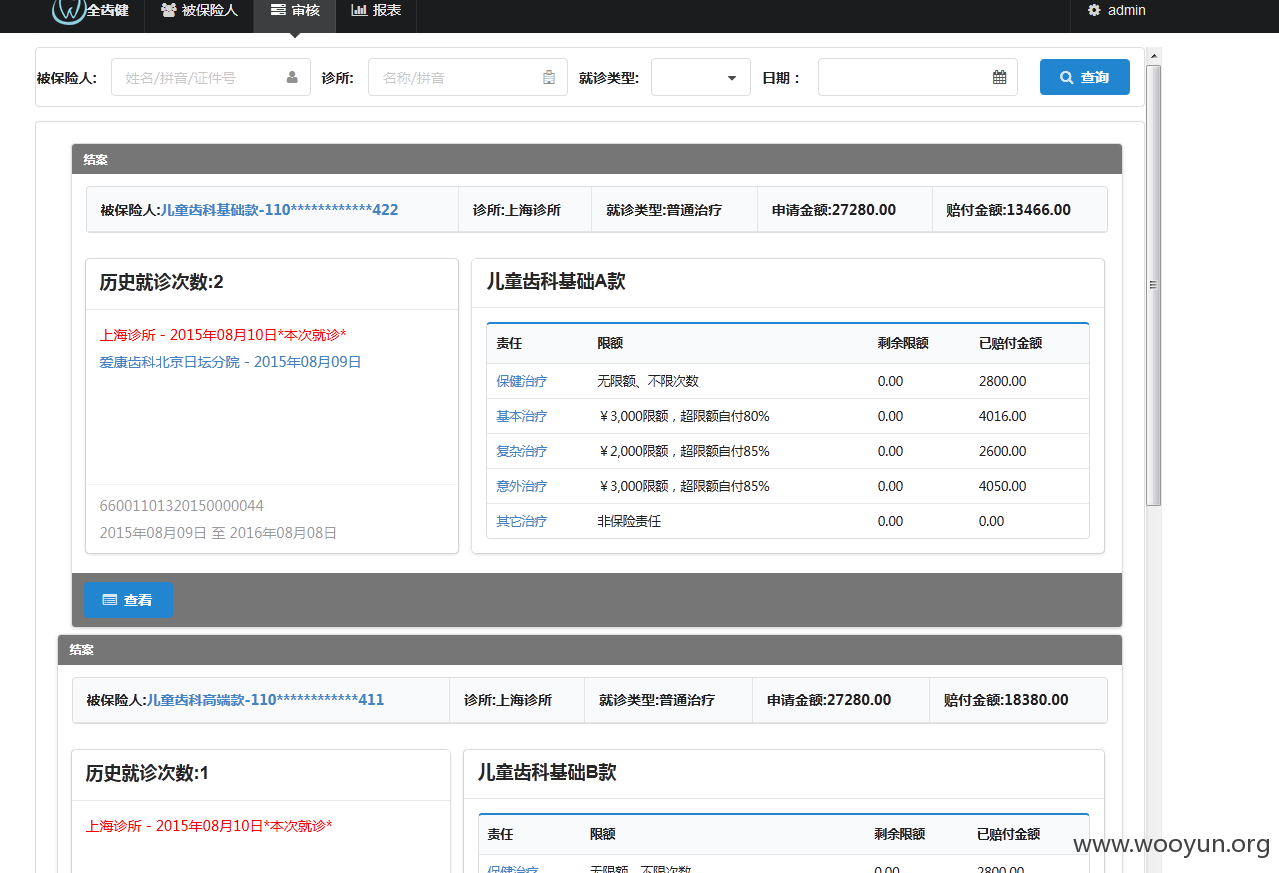 全齿健 被保险人 审核 报表 admin
被保险人: 姓名/拼音/证件号 诊所: 名称/拼音 就诊类型: 日期： 查询
结案
被保险人:儿童齿科基础款-110************422 诊所:上海诊所 就诊类型:普通治疗 申请金额:27280.00 赔付金额:13466.00
历史就诊次数:2
上海诊所 - 2015年08月10日*本次就诊*
爱康齿科北京日坛分院 - 2015年08月09日
66001101320150000044
2015年08月09日 至 2016年08月08日
儿童齿科基础A款
责任 限额 剩余限额 已赔付金额
保健治疗 无限额、不限次数 0.00 2800.00
基本治疗 ￥3,000限额，超限额自付80% 0.00 4016.00
复杂治疗 ￥2,000限额，超限额自付85% 0.00 2600.00
意外治疗 ￥3,000限额，超限额自付85% 0.00 4050.00
其它治疗 非保险责任 0.00 0.00
查看
结案
被保险人:儿童齿科高端款-110************411 诊所:上海诊所 就诊类型:普通治疗 申请金额:27280.00 赔付金额:18380.00
历史就诊次数:1
上海诊所 - 2015年08月10日*本次就诊*
儿童齿科基础B款
责任 限额 剩余限额 已赔付金额
保健治疗 无限额、不限次数 0.00 2800.00
www.wooyun.org